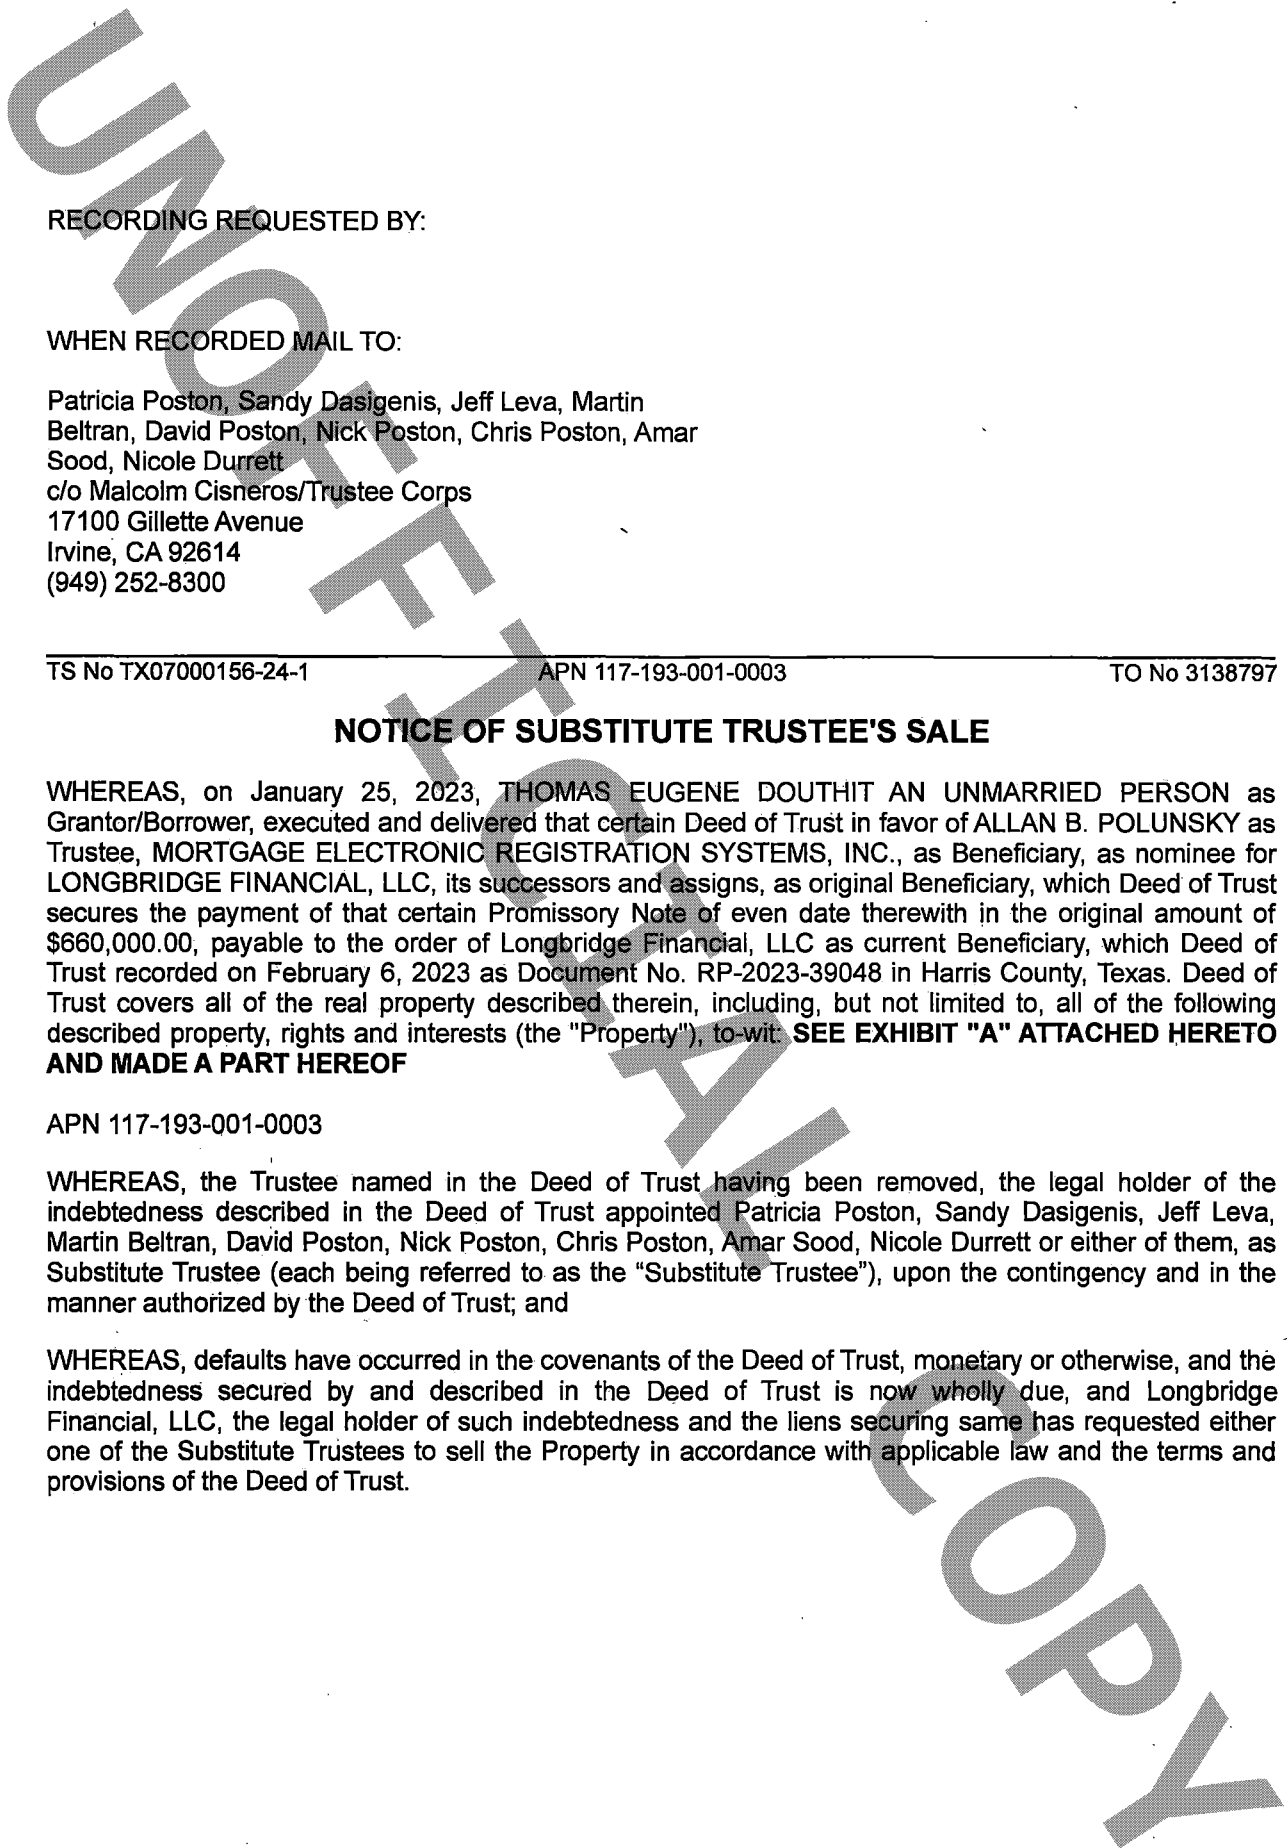 RECORDING REQUESTED BY:
WHEN RECORDED MAIL TO:
Patricia Poston, Sandy Dasigenis, Jeff Leva, Martin
Beltran, David Poston, Nick Poston, Chris Poston, Amar
Sood, Nicole Durrett
c/o Malcolm Cisneros/Trustee Corps
17100 Gillette Avenue
Irvine, CA 92614
(949) 252-8300
TS No TX07000156-24-1 APN 117-193-001-0003 TO No 3138797
NOTICE OF SUBSTITUTE TRUSTEE'S SALE
WHEREAS, on January 25, 2023, THOMAS EUGENE DOUTHIT AN UNMARRIED PERSON as
Grantor/Borrower, executed and delivered that certain Deed of Trust in favor of ALLAN B. POLUNSKY as
Trustee, MORTGAGE ELECTRONIC REGISTRATION SYSTEMS, INC., as Beneficiary, as nominee for
LONGBRIDGE FINANCIAL, LLC, its successors and assigns, as original Beneficiary, which Deed of Trust
secures the payment of that certain Promissory Note of even date therewith in the original amount of
$660,000.00, payable to the order of Longbridge Financial, LLC as current Beneficiary, which Deed of
Trust recorded on February 6, 2023 as Document No. RP-2023-39048 in Harris County, Texas. Deed of
Trust covers all of the real property described therein, including, but not limited to, all of the following
described property, rights and interests (the "Property"), to-wit: SEE EXHIBIT "A" ATTACHED HERETO
AND MADE A PART HEREOF
APN 117-193-001-0003
WHEREAS, the Trustee named in the Deed of Trust having been removed, the legal holder of the
indebtedness described in the Deed of Trust appointed Patricia Poston, Sandy Dasigenis, Jeff Leva,
Martin Beltran, David Poston, Nick Poston, Chris Poston, Amar Sood, Nicole Durrett or either of them, as
Substitute Trustee (each being referred to as the “Substitute Trustee”), upon the contingency and in the
manner authorized by the Deed of Trust; and
WHEREAS, defaults have occurred in the covenants of the Deed of Trust, monetary or otherwise, and the
indebtedness secured by and described in the Deed of Trust is now wholly due, and Longbridge
Financial, LLC, the legal holder of such indebtedness and the liens securing same has requested either
one of the Substitute Trustees to sell the Property in accordance with applicable law and the terms and
provisions of the Deed of Trust.
UNOFFICIAL COPY